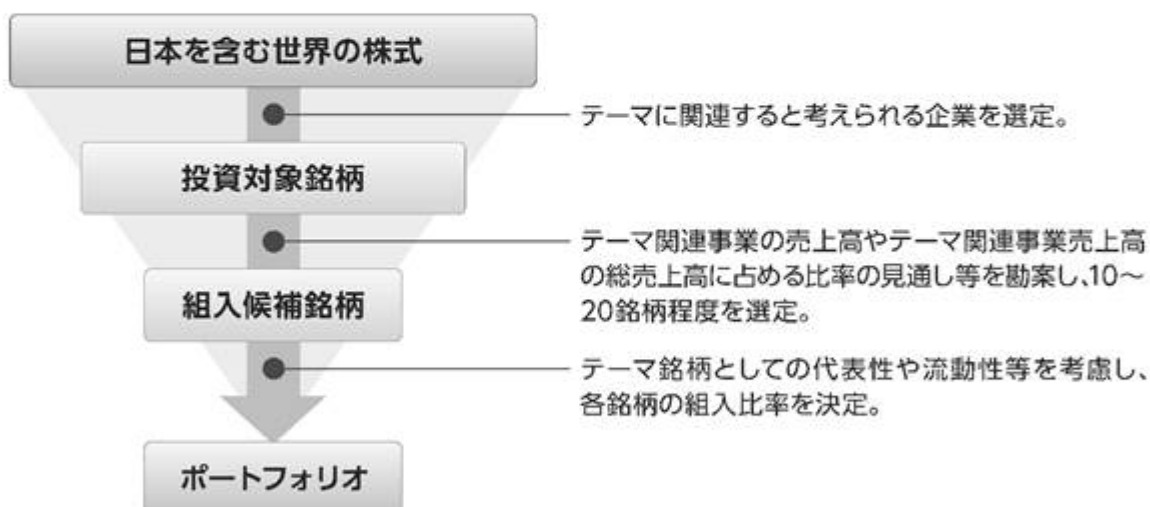 日本を含む世界の株式
テーマに関連すると考えられる企業を選定。
投資対象銘柄
テーマ関連事業の売上高やテーマ関連事業売上高
の総売上高に占める比率の見通し等を勘案し、10～
20銘柄程度を選定。
組入候補銘柄
テーマ銘柄としての代表性や流動性等を考慮し、
各銘柄の組入比率を決定。
ポートフォリオ